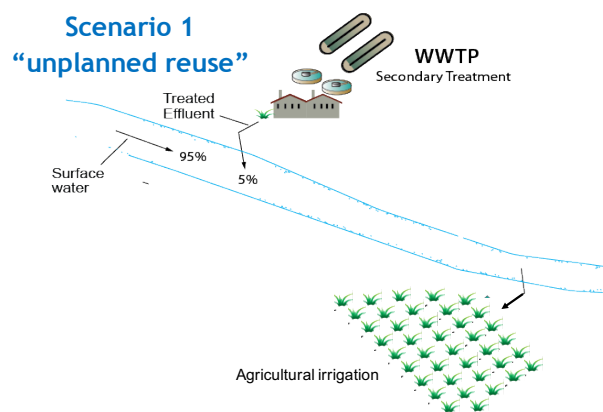 Scenario 1
“unplanned reuse”
WWTP
Secondary Treatment
Treated
Effluent
95%
5%
Surface
water
Agricultural irrigation